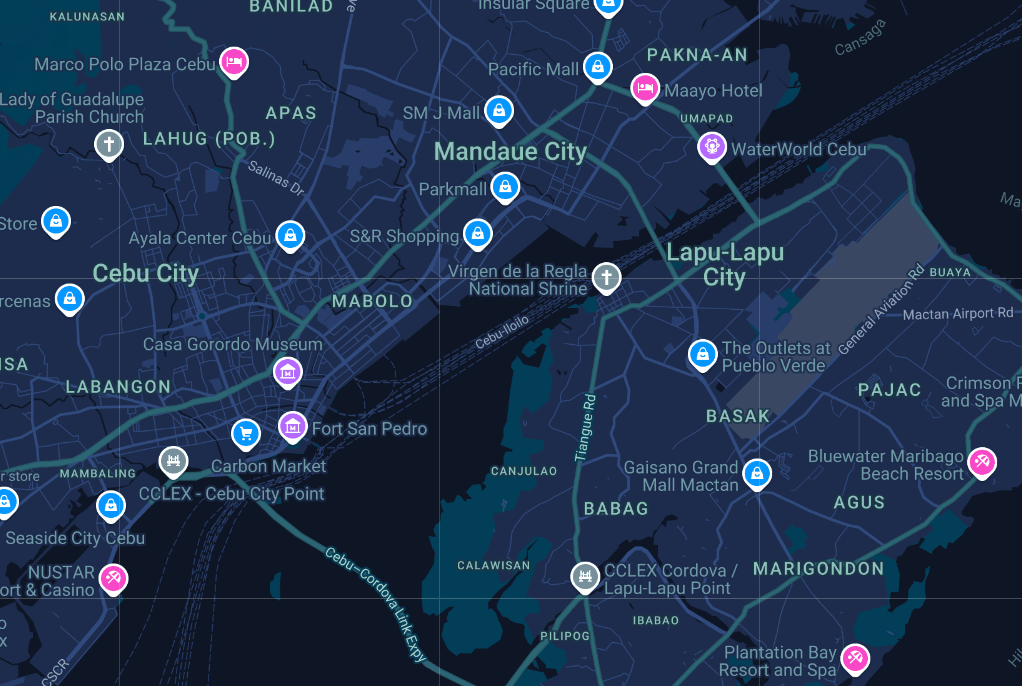 BANILAD
Insular Square
KALUNASAN
PAKNA-AN
Cansaga
Marco Polo Plaza Cebu
Pacific Mall
Maayo Hotel
Lady of Guadalupe
Parish Church
APAS
SM J Mall
UMAPAD
LAHUG (POB.)
Mandaue City
WaterWorld Cebu
Salinas Dr
Parkmall
Store
Ayala Center Cebu
S&R Shopping
Lapu-Lapu
City
Cebu City
Virgen de la Regla
National Shrine
BUAYA
MABOLO
General Aviation Rd
Mactan Airport Rd
Cebu-Iloilo
Casa Gorordo Museum
The Outlets at
Pueblo Verde
LABANGON
PAJAC
Crimson
and Spa
BASAK
Tiangue Rd
Fort San Pedro
Carbon Market
MAMBALING
r store
CANJULAO
Gaisano Grand
Mall Mactan
Bluewater Maribago
Beach Resort
CCLEX - Cebu City Point
BABAG
AGUS
Seaside City Cebu
Cebu–Cordova Link Expy
CALAWISAN
NUSTAR
ort & Casino
CCLEX Cordova /
Lapu-Lapu Point
MARIGONDON
IBABAO
PILIPOG
Plantation Bay
Resort and Spa
CSCR